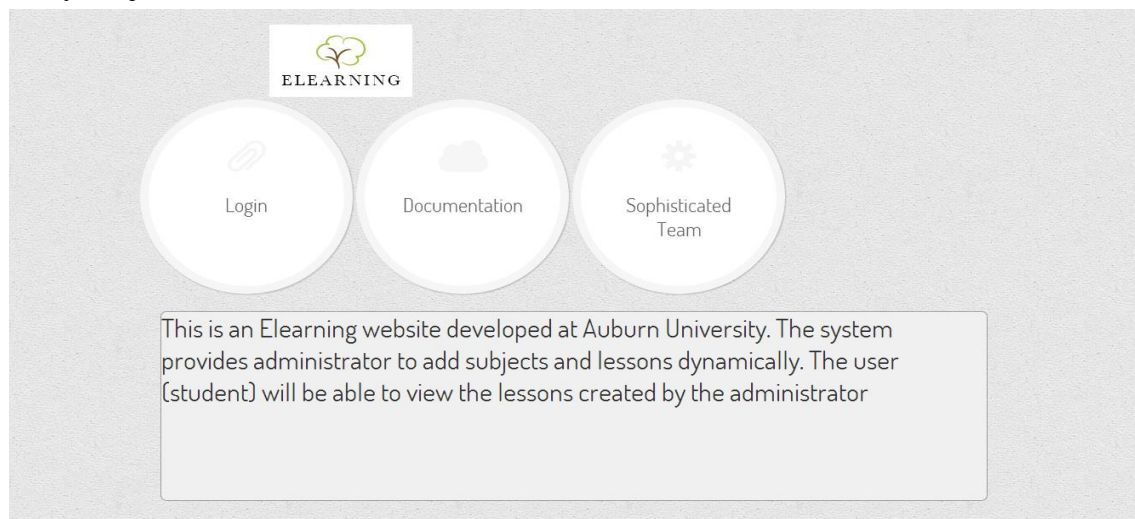 ELEARNING
Login
Documentation
Sophisticated
Team
This is an Elearning website developed at Auburn University. The system
provides administrator to add subjects and lessons dynamically. The user
(student) will be able to view the lessons created by the administrator